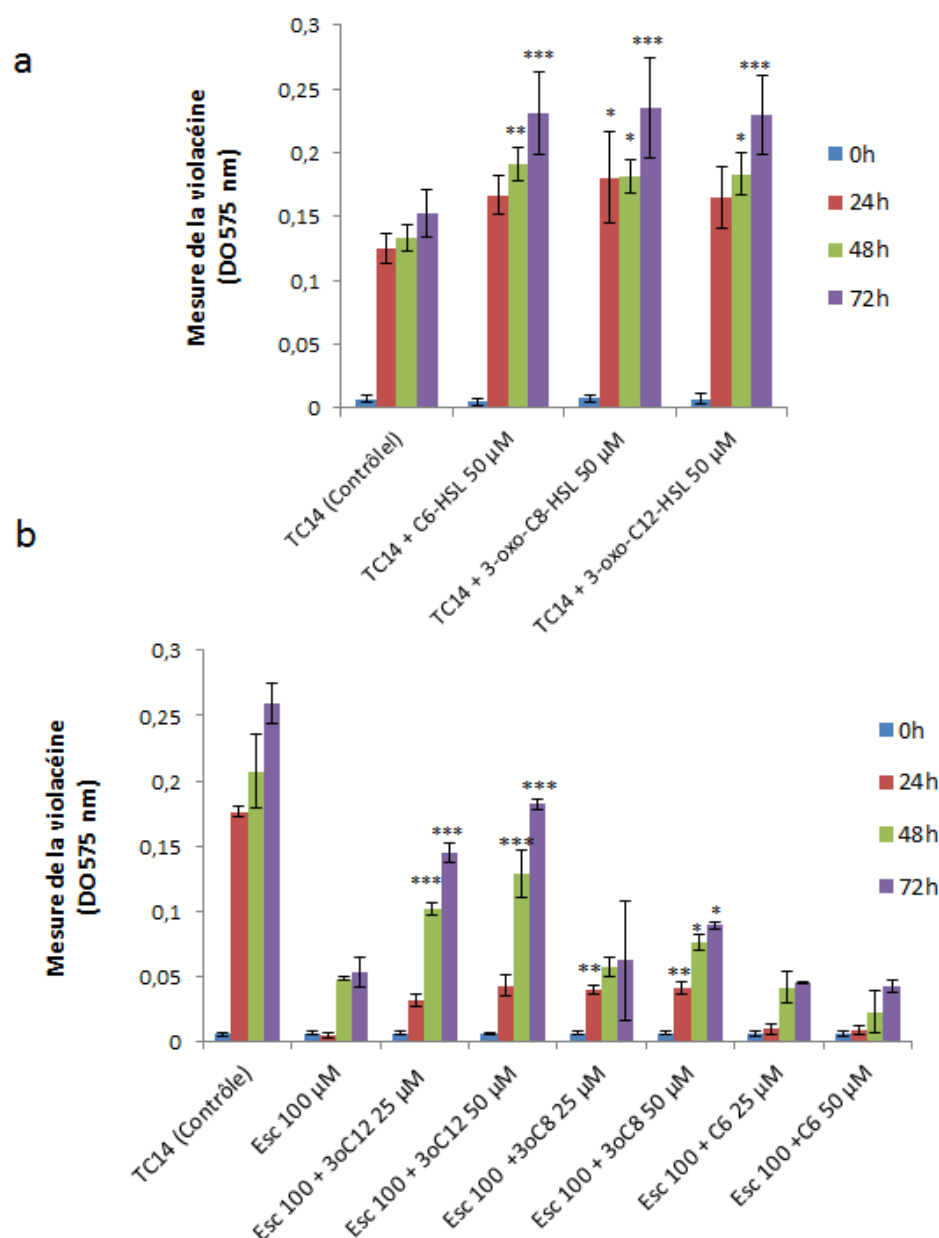 a
Mesure de la violacéine
(DO 575 nm)
0,3
0,25
0,2
0,15
0,1
0,05
0
***
**
***
*
*
***
*
0h
24h
48h
72h
TC14 (Contrôlel)
TC14 + C6-HSL 50 µM
TC14 + 3-oxo-C8-HSL 50 µM
TC14 + 3-oxo-C12-HSL 50 µM
b
Mesure de la violacéine
(DO 575 nm)
0,3
0,25
0,2
0,15
0,1
0,05
0
***
***
***
***
**
**
*
*
0h
24h
48h
72h
TC14 (Contrôle)
Esc 100 µM
Esc 100 + 3oC12 25 µM
Esc 100 + 3oC12 50 µM
Esc 100 +3oC8 25 µM
Esc 100 + 3oC8 50 µM
Esc 100 + C6 25 µM
Esc 100 +C6 50 µM